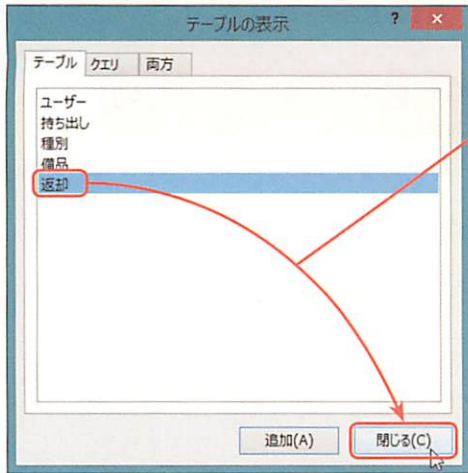 テーブルの表示
? ×
テーブル クエリ 両方
ユーザー
持ち出し
種別
備品
返却
追加(A) 閉じる(C)